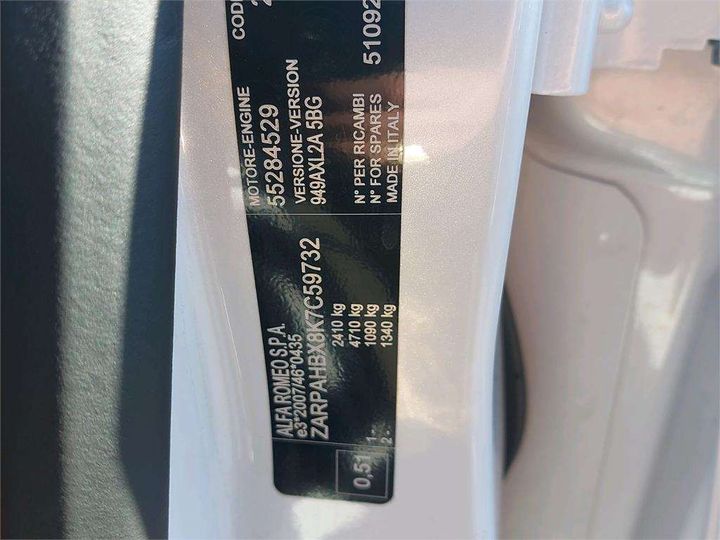 ALFA ROMEO S.P.A.
e3*2007/46*0435
ZARPAHBX8K7C59732
2410 kg
4710 kg
1- 1090 kg
2- 1340 kg
0,51
MOTORE-ENGINE
55284529
VERSIONE-VERSION
949AXL2A 5BG
N° PER RICAMBI
N° FOR SPARES
MADE IN ITALY
51092